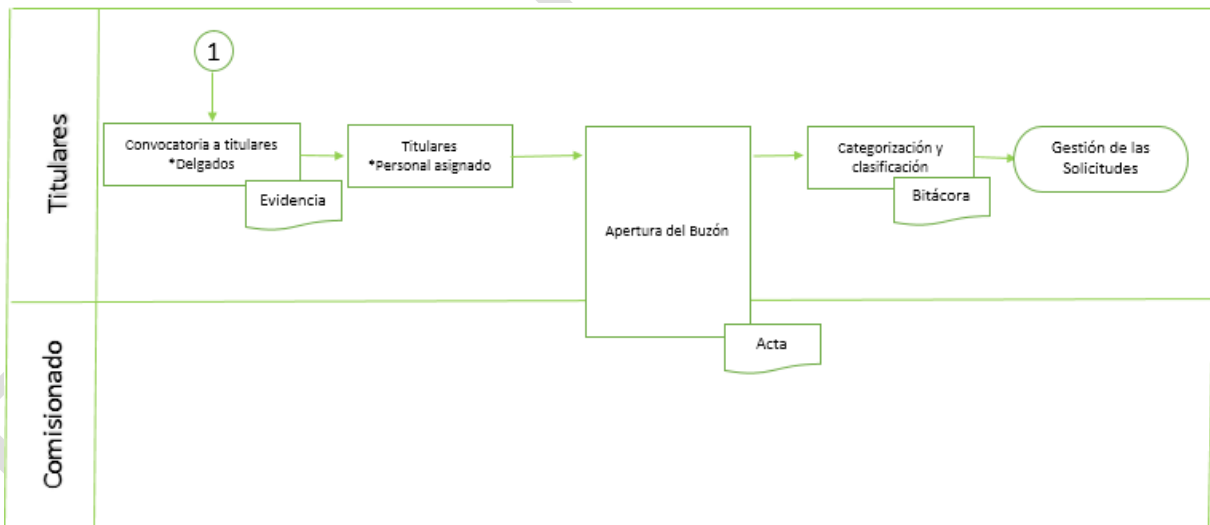 Titulares
1
Convocatoria a titulares
*Delgados
Evidencia
Titulares
*Personal asignado
Apertura del Buzón
Acta
Categorización y
clasificación
Bitácora
Gestión de las
Solicitudes
Comisionado